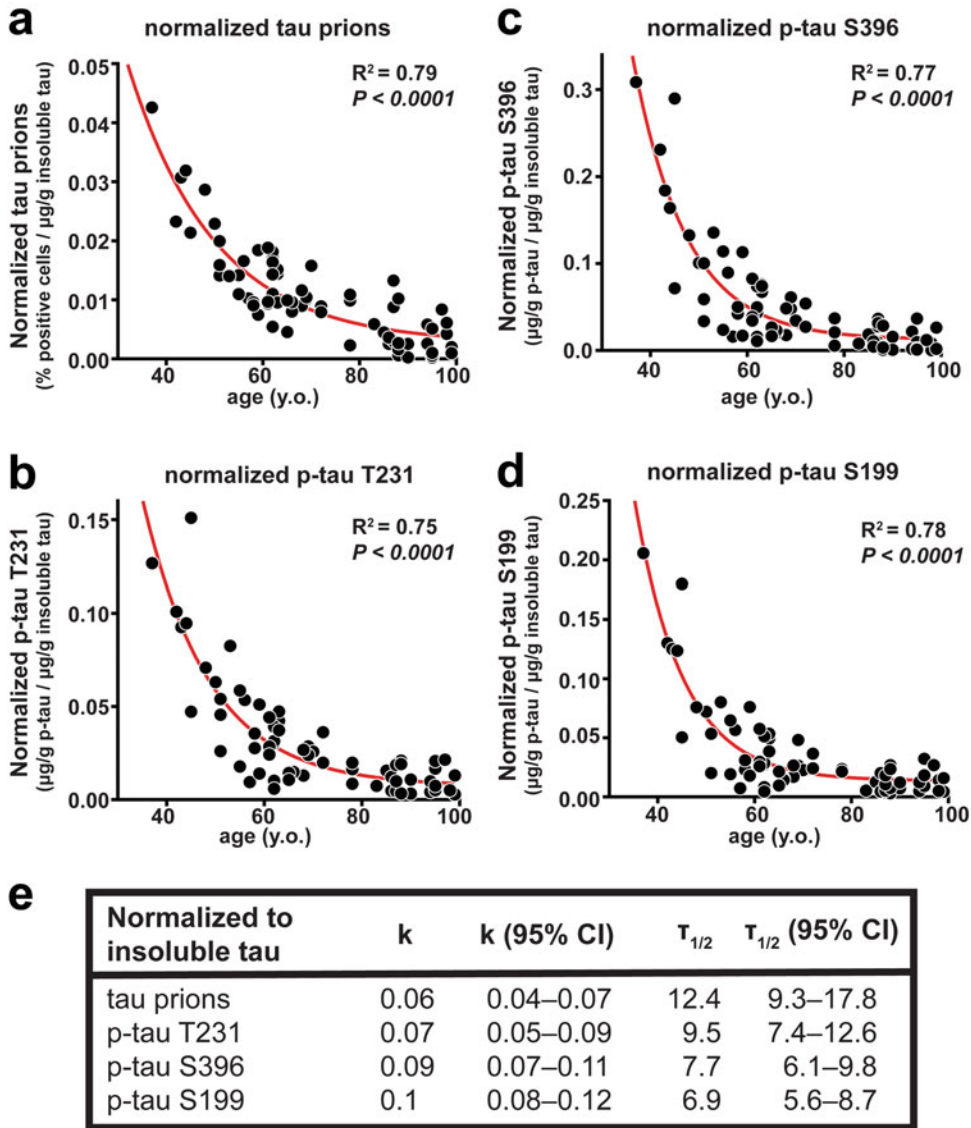 a
normalized tau prions
Normalized tau prions
(% positive cells / µg/g insoluble tau)
0.05
0.04
0.03
0.02
0.01
0.00
R² = 0.79
P < 0.0001
40 60 80 100
age (y.o.)
c
normalized p-tau S396
Normalized p-tau S396
(µg/g p-tau / µg/g insoluble tau)
0.3
0.2
0.1
0.0
R² = 0.77
P < 0.0001
40 60 80 100
age (y.o.)
b
normalized p-tau T231
Normalized p-tau T231
(µg/g p-tau / µg/g insoluble tau)
0.15
0.10
0.05
0.00
R² = 0.75
P < 0.0001
40 60 80 100
age (y.o.)
d
normalized p-tau S199
Normalized p-tau S199
(µg/g p-tau / µg/g insoluble tau)
0.25
0.20
0.15
0.10
0.05
0.00
R² = 0.78
P < 0.0001
40 60 80 100
age (y.o.)
e
Normalized to
insoluble tau k k (95% CI) τ1/2 τ1/2 (95% CI)
tau prions 0.06 0.04–0.07 12.4 9.3–17.8
p-tau T231 0.07 0.05–0.09 9.5 7.4–12.6
p-tau S396 0.09 0.07–0.11 7.7 6.1–9.8
p-tau S199 0.1 0.08–0.12 6.9 5.6–8.7